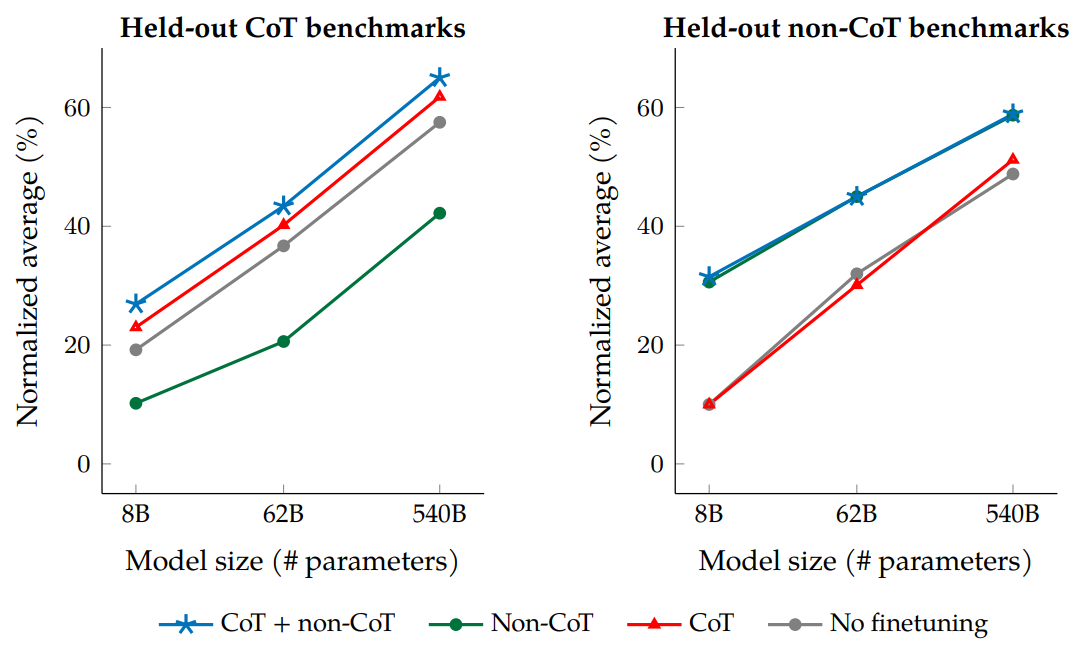 Held-out CoT benchmarks
Normalized average (%)
60
40
20
0
8B 62B 540B
Model size (# parameters)
Held-out non-CoT benchmarks
Normalized average (%)
60
40
20
0
8B 62B 540B
Model size (# parameters)
CoT + non-CoT Non-CoT CoT No finetuning